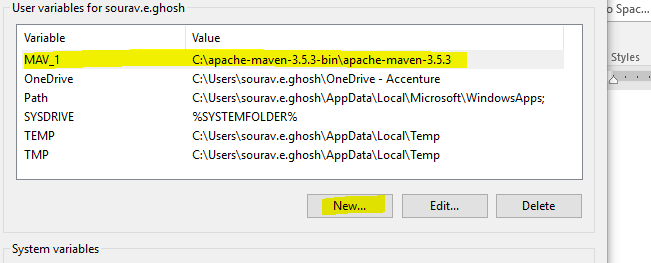 User variables for sourav.e.ghosh
o Spac...
Variable Value
MAV_1 C:\apache-maven-3.5.3-bin\apache-maven-3.5.3
OneDrive C:\Users\sourav.e.ghosh\OneDrive - Accenture
Styles
Path C:\Users\sourav.e.ghosh\AppData\Local\Microsoft\WindowsApps;
SYSDRIVE %SYSTEMFOLDER%
TEMP C:\Users\sourav.e.ghosh\AppData\Local\Temp
TMP C:\Users\sourav.e.ghosh\AppData\Local\Temp
New... Edit... Delete
System variables